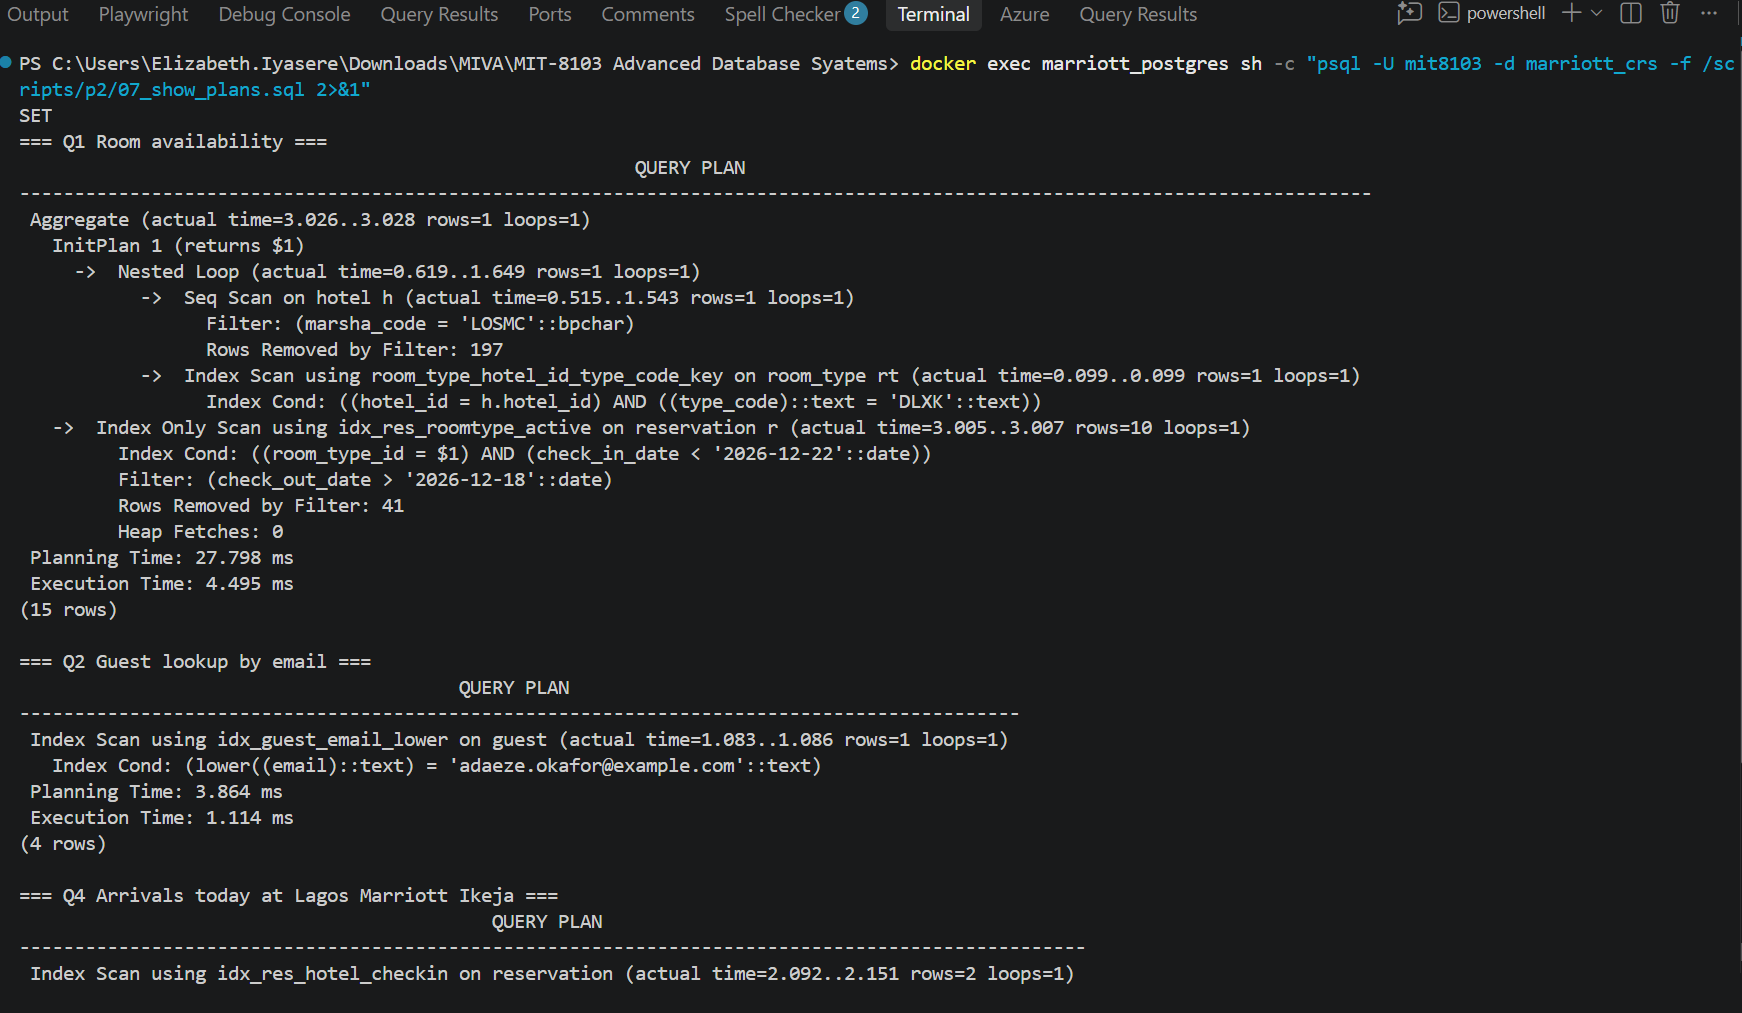 Output Playwright Debug Console Query Results Ports Comments Spell Checker 2 Terminal Azure Query Results powershell
PS C:\Users\Elizabeth.Iyasere\Downloads\MIVA\MIT-8103 Advanced Database Syatems> docker exec marriott_postgres sh -c "psql -U mit8103 -d marriott_crs -f /sc
ripts/p2/07_show_plans.sql 2>&1"
SET
=== Q1 Room availability ===
QUERY PLAN
---------------------------------------------------------------------------------------------------------------------------
Aggregate (actual time=3.026..3.028 rows=1 loops=1)
InitPlan 1 (returns $1)
-> Nested Loop (actual time=0.619..1.649 rows=1 loops=1)
-> Seq Scan on hotel h (actual time=0.515..1.543 rows=1 loops=1)
Filter: (marsha_code = 'LOSMC'::bpchar)
Rows Removed by Filter: 197
-> Index Scan using room_type_hotel_id_type_code_key on room_type rt (actual time=0.099..0.099 rows=1 loops=1)
Index Cond: ((hotel_id = h.hotel_id) AND ((type_code)::text = 'DLXK'::text))
-> Index Only Scan using idx_res_roomtype_active on reservation r (actual time=3.005..3.007 rows=10 loops=1)
Index Cond: ((room_type_id = $1) AND (check_in_date < '2026-12-22'::date))
Filter: (check_out_date > '2026-12-18'::date)
Rows Removed by Filter: 41
Heap Fetches: 0
Planning Time: 27.798 ms
Execution Time: 4.495 ms
(15 rows)
=== Q2 Guest lookup by email ===
QUERY PLAN
-------------------------------------------------------------------------------------------
Index Scan using idx_guest_email_lower on guest (actual time=1.083..1.086 rows=1 loops=1)
Index Cond: (lower((email)::text) = 'adaeze.okafor@example.com'::text)
Planning Time: 3.864 ms
Execution Time: 1.114 ms
(4 rows)
=== Q4 Arrivals today at Lagos Marriott Ikeja ===
QUERY PLAN
-------------------------------------------------------------------------------------------------
Index Scan using idx_res_hotel_checkin on reservation (actual time=2.092..2.151 rows=2 loops=1)